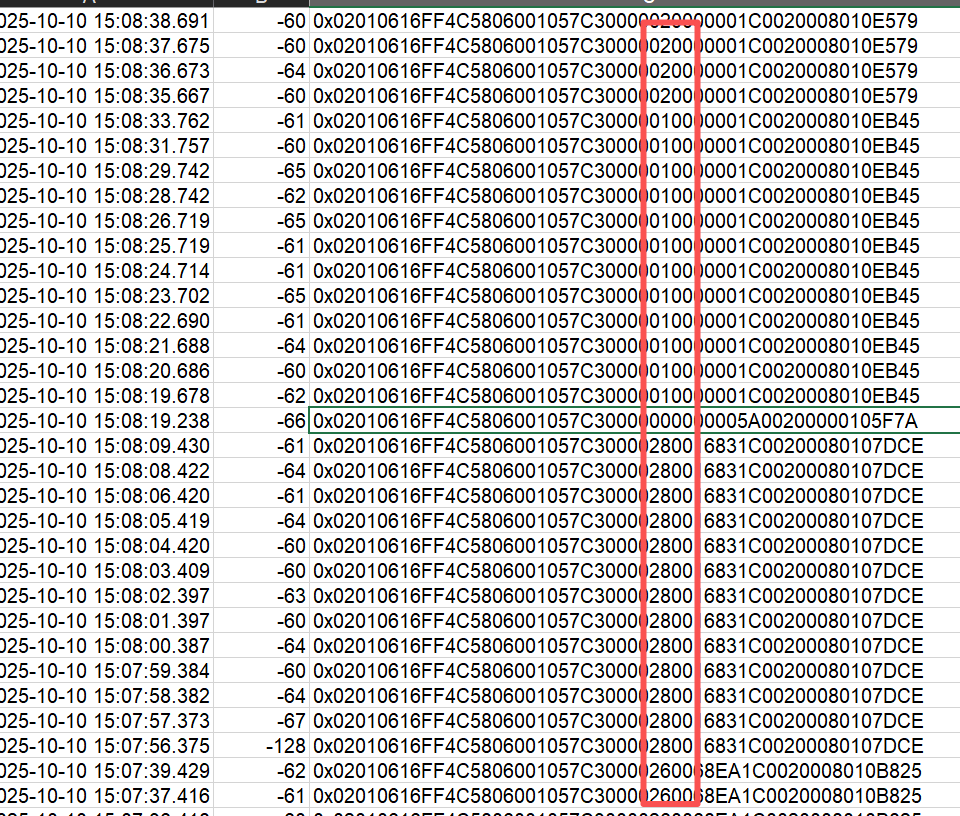 025-10-10 15:08:38.691 -60 0x02010616FF4C5806001057C30000020000001C0020008010E579
025-10-10 15:08:37.675 -60 0x02010616FF4C5806001057C30000020000001C0020008010E579
025-10-10 15:08:36.673 -64 0x02010616FF4C5806001057C30000020000001C0020008010E579
025-10-10 15:08:35.667 -60 0x02010616FF4C5806001057C30000020000001C0020008010E579
025-10-10 15:08:33.762 -61 0x02010616FF4C5806001057C30000010000001C0020008010EB45
025-10-10 15:08:31.757 -60 0x02010616FF4C5806001057C30000010000001C0020008010EB45
025-10-10 15:08:29.742 -65 0x02010616FF4C5806001057C30000010000001C0020008010EB45
025-10-10 15:08:28.742 -62 0x02010616FF4C5806001057C30000010000001C0020008010EB45
025-10-10 15:08:26.719 -65 0x02010616FF4C5806001057C30000010000001C0020008010EB45
025-10-10 15:08:25.719 -61 0x02010616FF4C5806001057C30000010000001C0020008010EB45
025-10-10 15:08:24.714 -61 0x02010616FF4C5806001057C30000010000001C0020008010EB45
025-10-10 15:08:23.702 -65 0x02010616FF4C5806001057C30000010000001C0020008010EB45
025-10-10 15:08:22.690 -61 0x02010616FF4C5806001057C30000010000001C0020008010EB45
025-10-10 15:08:21.688 -64 0x02010616FF4C5806001057C30000010000001C0020008010EB45
025-10-10 15:08:20.686 -60 0x02010616FF4C5806001057C30000010000001C0020008010EB45
025-10-10 15:08:19.678 -62 0x02010616FF4C5806001057C30000010000001C0020008010EB45
025-10-10 15:08:19.238 -66 0x02010616FF4C5806001057C30000000000005A00200000105F7A
025-10-10 15:08:09.430 -61 0x02010616FF4C5806001057C300002800 6831C00200080107DCE
025-10-10 15:08:08.422 -64 0x02010616FF4C5806001057C300002800 6831C00200080107DCE
025-10-10 15:08:06.420 -61 0x02010616FF4C5806001057C300002800 6831C00200080107DCE
025-10-10 15:08:05.419 -64 0x02010616FF4C5806001057C300002800 6831C00200080107DCE
025-10-10 15:08:04.420 -60 0x02010616FF4C5806001057C300002800 6831C00200080107DCE
025-10-10 15:08:03.409 -60 0x02010616FF4C5806001057C300002800 6831C00200080107DCE
025-10-10 15:08:02.397 -63 0x02010616FF4C5806001057C300002800 6831C00200080107DCE
025-10-10 15:08:01.397 -60 0x02010616FF4C5806001057C300002800 6831C00200080107DCE
025-10-10 15:08:00.387 -64 0x02010616FF4C5806001057C300002800 6831C00200080107DCE
025-10-10 15:07:59.384 -60 0x02010616FF4C5806001057C300002800 6831C00200080107DCE
025-10-10 15:07:58.382 -64 0x02010616FF4C5806001057C300002800 6831C00200080107DCE
025-10-10 15:07:57.373 -67 0x02010616FF4C5806001057C300002800 6831C00200080107DCE
025-10-10 15:07:56.375 -128 0x02010616FF4C5806001057C300002800 6831C00200080107DCE
025-10-10 15:07:39.429 -62 0x02010616FF4C5806001057C30000260068EA1C0020008010B825
025-10-10 15:07:37.416 -61 0x02010616FF4C5806001057C30000260068EA1C0020008010B825